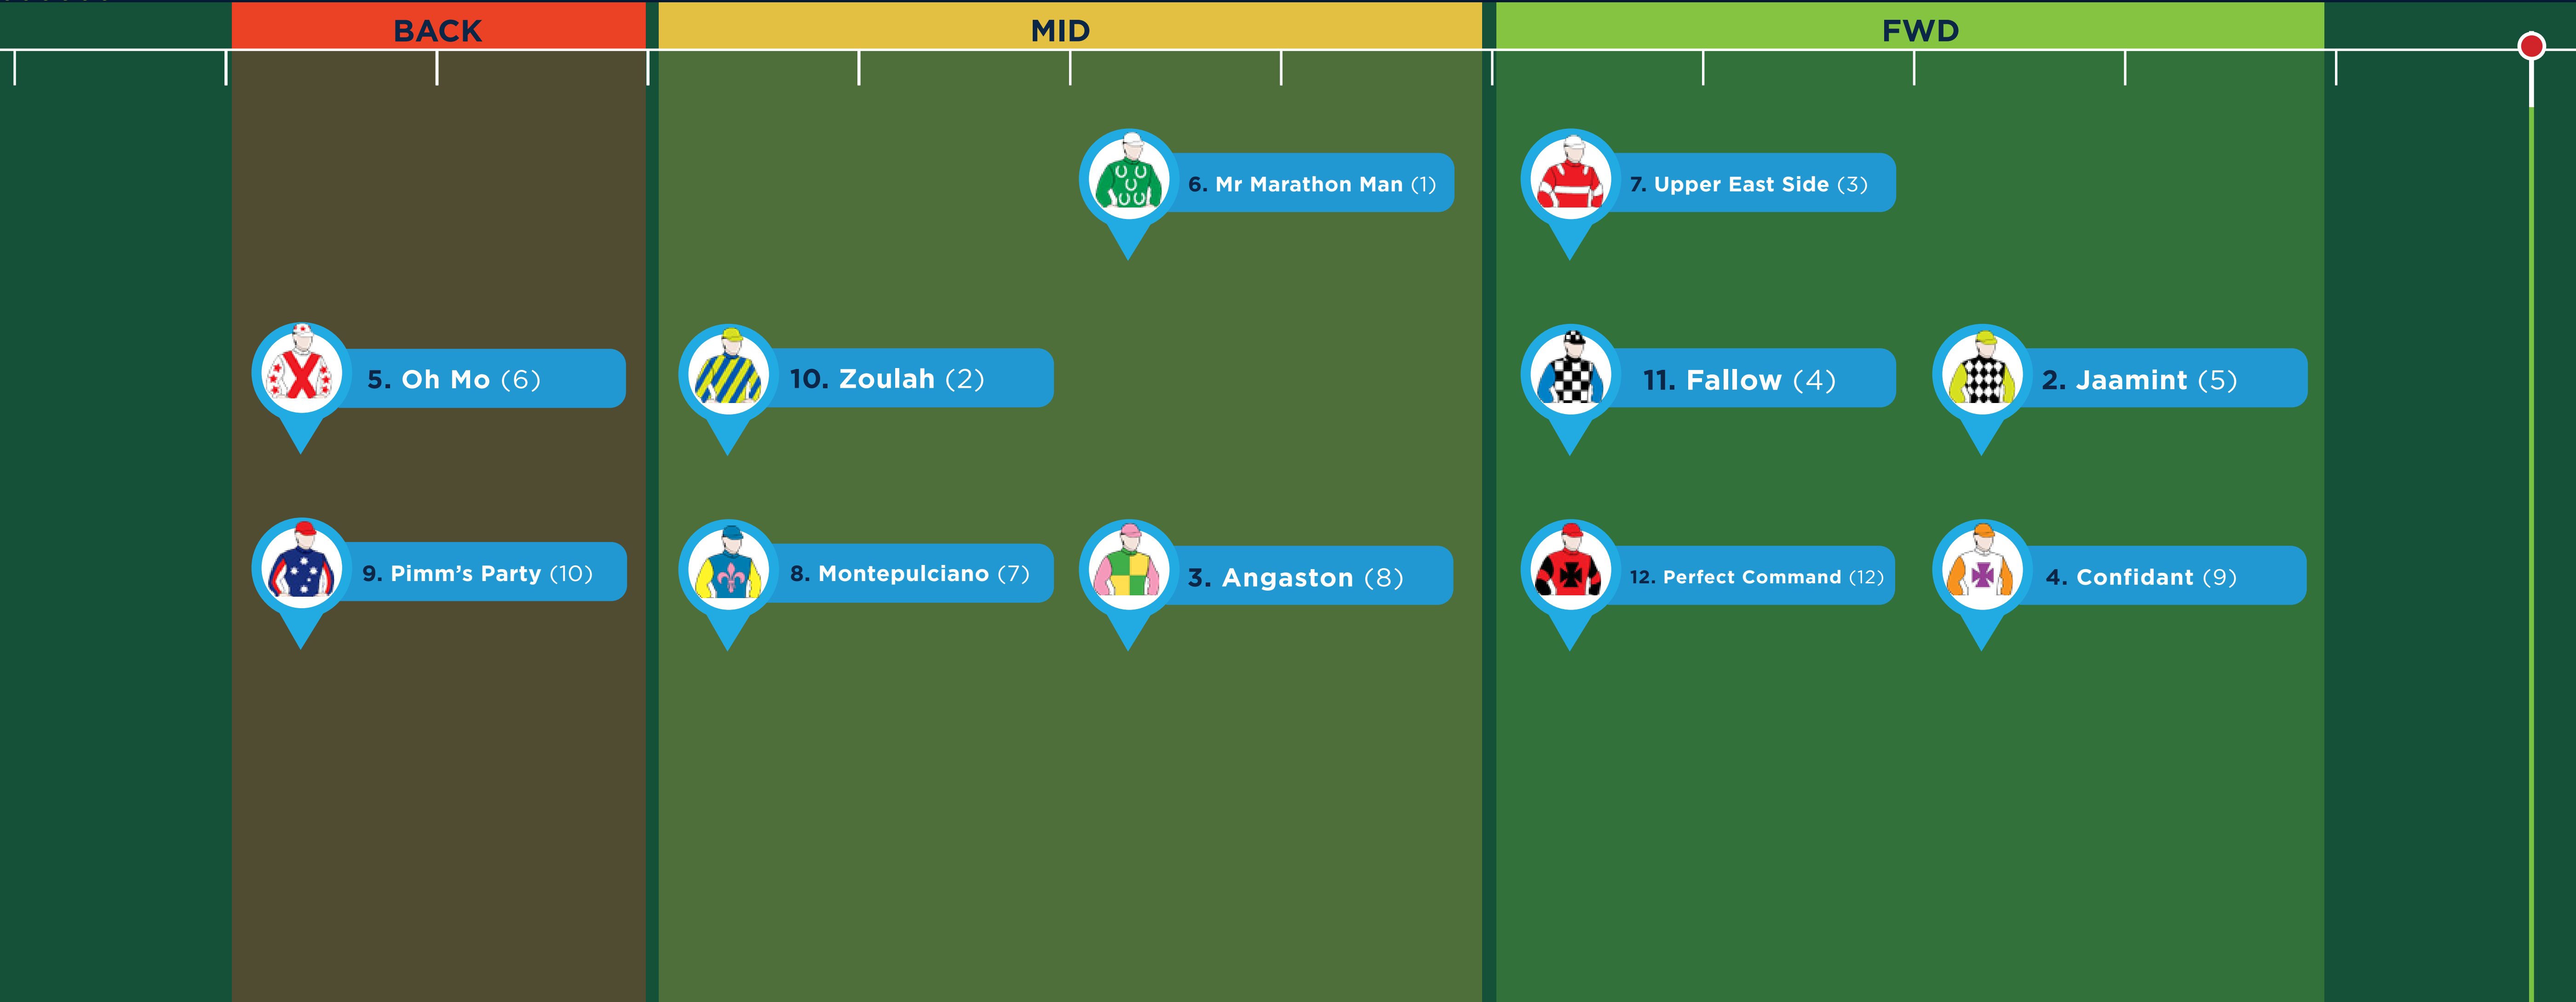 BACK
MID
FWD
6. Mr Marathon Man (1)
7. Upper East Side (3)
5. Oh Mo (6)
10. Zoulah (2)
11. Fallow (4)
2. Jaamint (5)
9. Pimm's Party (10)
8. Montepulciano (7)
3. Angaston (8)
12. Perfect Command (12)
4. Confidant (9)